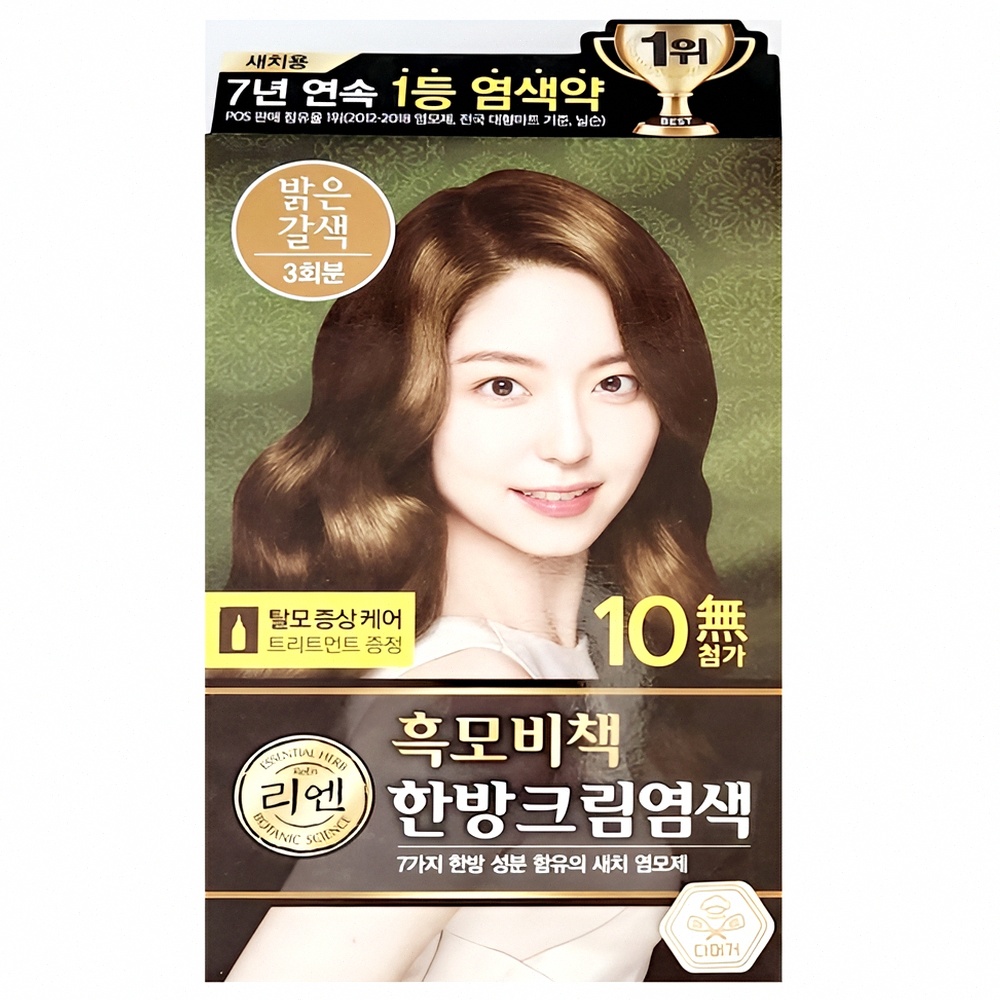 새치용
7년 연속 1등 염색약
POS 판매 점유율 1위(2012-2018 염모제, 전국 대형마트 기준, 닐슨)
1위
BEST
밝은
갈색
3회분
탈모 증상 케어
트리트먼트 증정
10 無
첨가
흑모비책
ESSENTIAL HERB
ReEn
리엔
BOTANIC SCIENCE
한방크림염색
7가지 한방 성분 함유의 새치 염모제
디머거